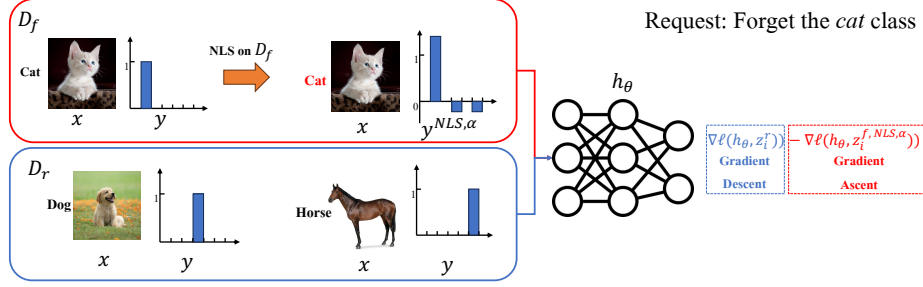 Request: Forget the cat class
D_f
Cat
1
x
y
NLS on D_f
Cat
1
0
x
y^{NLS,α}
h_θ
∇ℓ(h_θ, z_i^r))
Gradient
Descent
− ∇ℓ(h_θ, z_i^{f,NLS,α}))
Gradient
Ascent
D_r
Dog
1
x
y
Horse
1
x
y